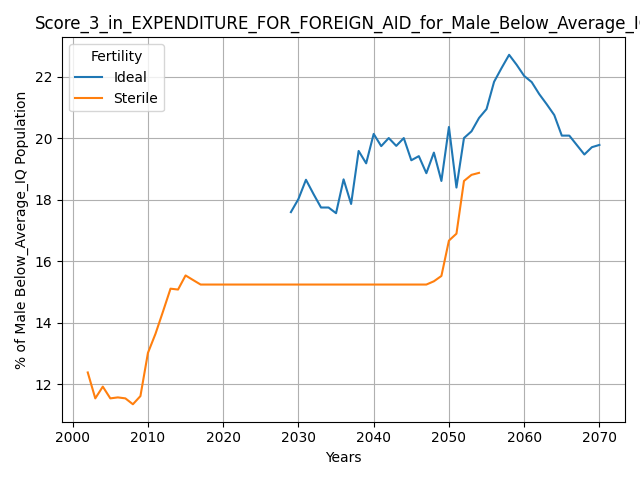 Score_3_in_EXPENDITURE_FOR_FOREIGN_AID_for_Male_Below_Average_I
% of Male Below_Average_IQ Population
Fertility
Ideal
Sterile
22
20
18
16
14
12
2000 2010 2020 2030 2040 2050 2060 2070
Years